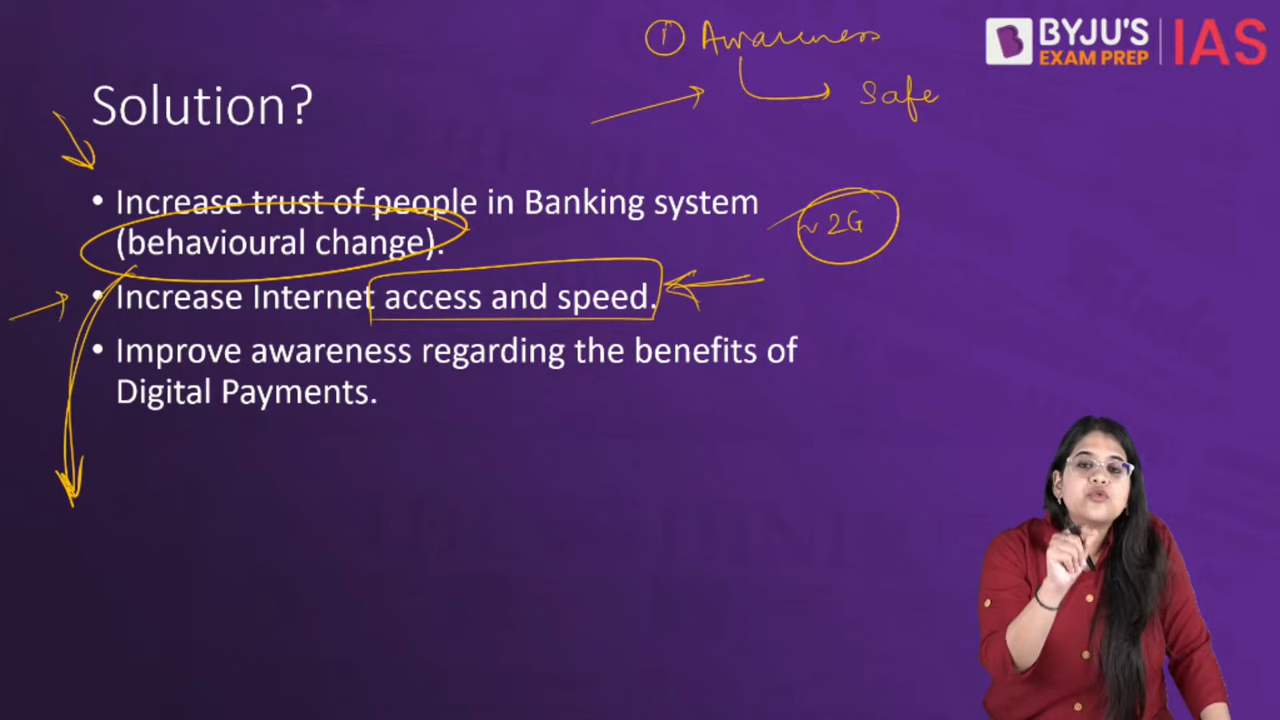 ① Awareness
Safe
BYJU'S
EXAM PREP
IAS
Solution?
• Increase trust of people in Banking system
(behavioural change).
~ 2G
• Increase Internet access and speed.
• Improve awareness regarding the benefits of
Digital Payments.